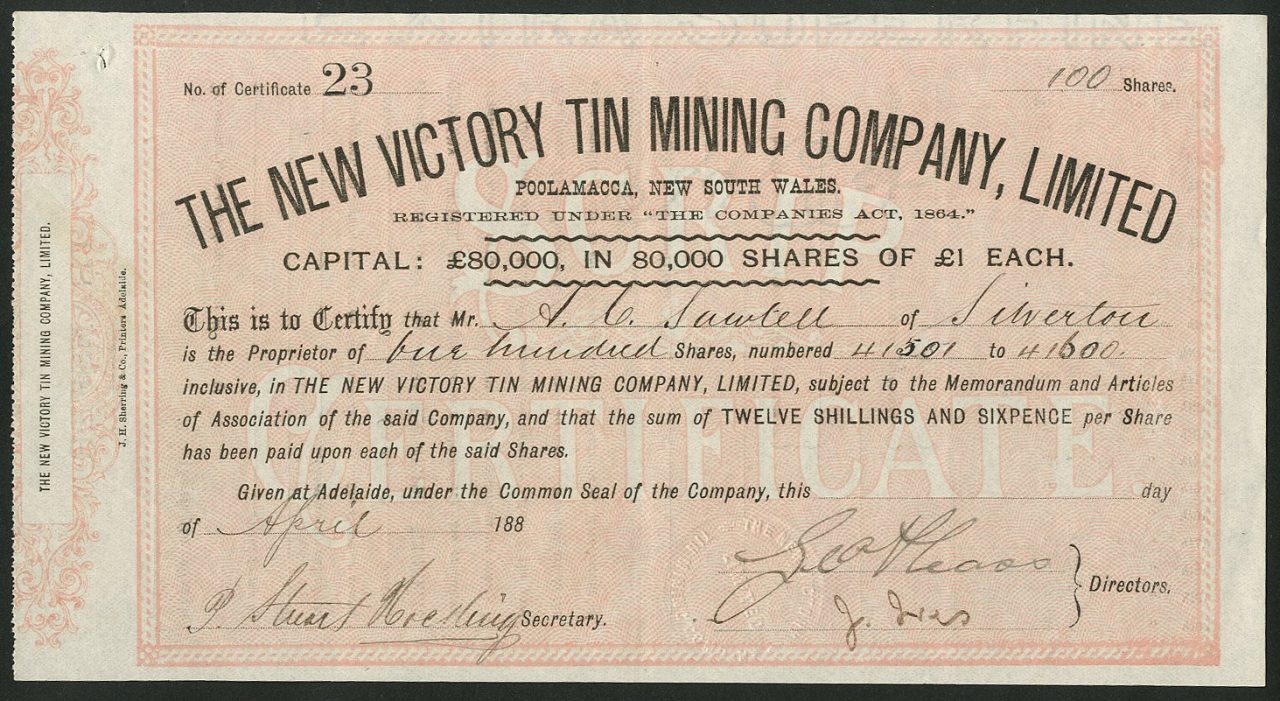 No. of Certificate 23
100 Shares.
THE NEW VICTORY TIN MINING COMPANY, LIMITED
POOLAMACCA, NEW SOUTH WALES.
REGISTERED UNDER "THE COMPANIES ACT, 1864."
CAPITAL: £80,000, IN 80,000 SHARES OF £1 EACH.
This is to Certify that Mr. A. C. Sawtell of Silverton
is the Proprietor of One hundred Shares, numbered 41501 to 41600.
inclusive, in THE NEW VICTORY TIN MINING COMPANY, LIMITED, subject to the Memorandum and Articles
of Association of the said Company, and that the sum of TWELVE SHILLINGS AND SIXPENCE per Share
has been paid upon each of the said Shares.
Given at Adelaide, under the Common Seal of the Company, this day
of April 188
P. Stuart Secretary.
Geo
J. Ives
Directors.
SCRIP
CERTIFICATE
THE NEW VICTORY TIN MINING COMPANY, LIMITED.
J. H. Sherring & Co., Printers Adelaide.